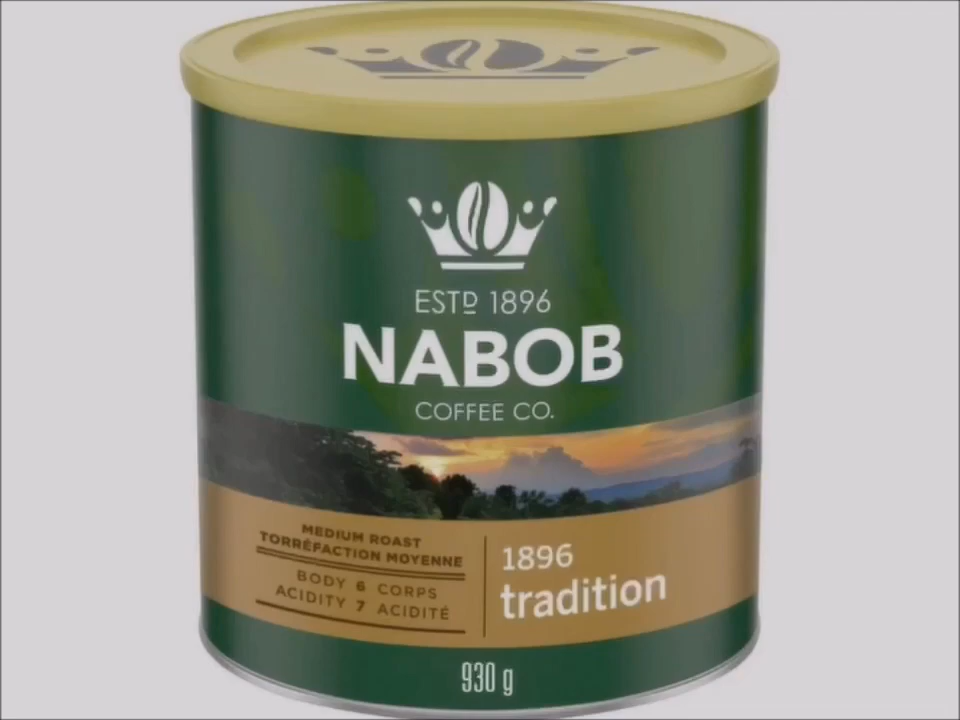 ESTD 1896
NABOB
COFFEE CO.
MEDIUM ROAST
TORRÉFACTION MOYENNE
BODY 6 CORPS
ACIDITY 7 ACIDITÉ
1896
tradition
930 g